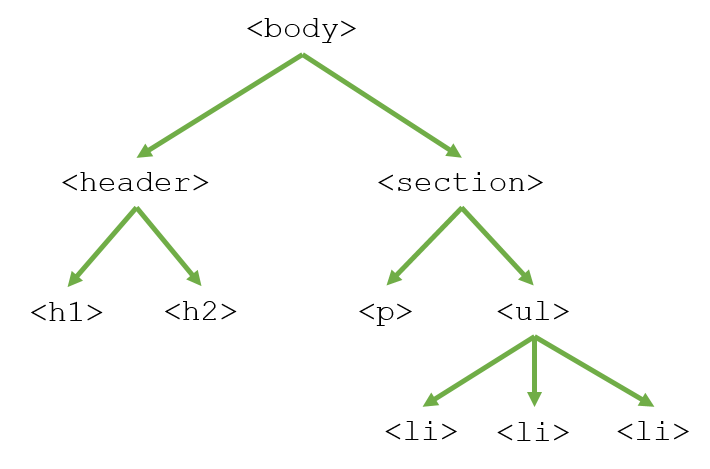 <body>
<header> <section>
<h1> <h2> <p> <ul>
<li> <li> <li>